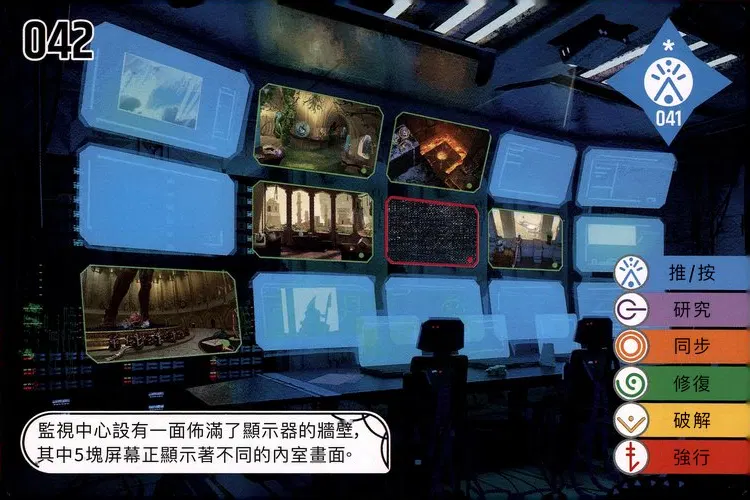 042
*
041
推/按
研究
同步
修復
破解
強行
監視中心設有一面佈滿了顯示器的牆壁，
其中5塊屏幕正顯示著不同的內室畫面。